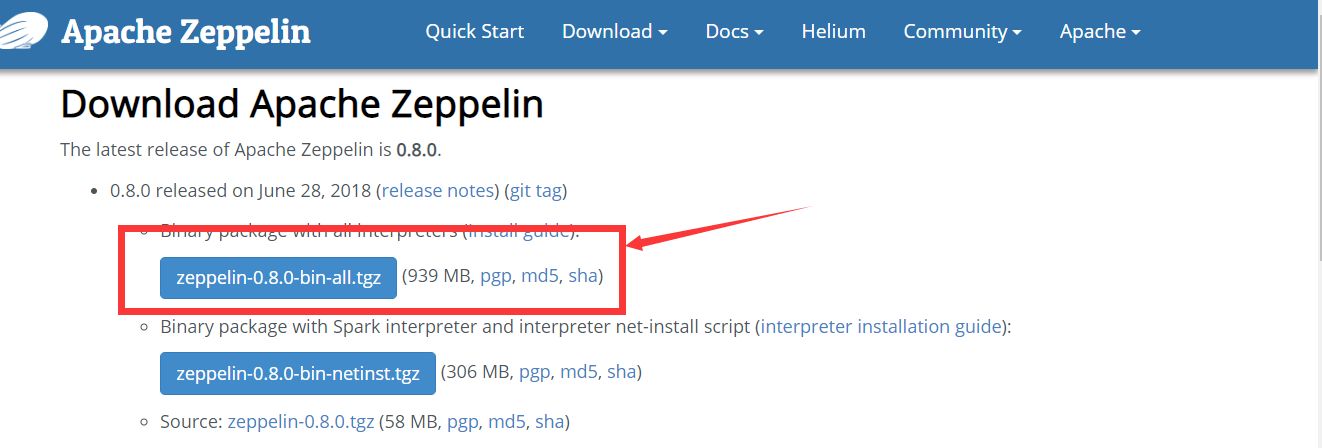 Apache Zeppelin Quick Start Download Docs Helium Community Apache
Download Apache Zeppelin
The latest release of Apache Zeppelin is 0.8.0.
0.8.0 released on June 28, 2018 (release notes) (git tag)
Binary package with all interpreters (install guide):
zeppelin-0.8.0-bin-all.tgz (939 MB, pgp, md5, sha)
Binary package with Spark interpreter and interpreter net-install script (interpreter installation guide):
zeppelin-0.8.0-bin-netinst.tgz (306 MB, pgp, md5, sha)
Source: zeppelin-0.8.0.tgz (58 MB, pgp, md5, sha)